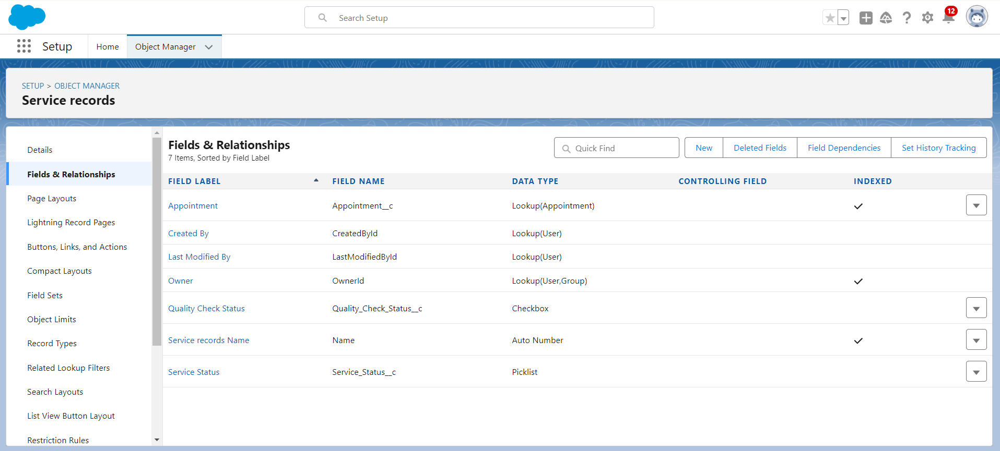 Search Setup
12
Setup
Home
Object Manager
SETUP > OBJECT MANAGER
Service records
Details
Fields & Relationships
Page Layouts
Lightning Record Pages
Buttons, Links, and Actions
Compact Layouts
Field Sets
Object Limits
Record Types
Related Lookup Filters
Search Layouts
List View Button Layout
Restriction Rules
Fields & Relationships
7 Items, Sorted by Field Label
Quick Find
New
Deleted Fields
Field Dependencies
Set History Tracking
FIELD LABEL FIELD NAME DATA TYPE CONTROLLING FIELD INDEXED
Appointment Appointment__c Lookup(Appointment)
Created By CreatedById Lookup(User)
Last Modified By LastModifiedById Lookup(User)
Owner OwnerId Lookup(User,Group)
Quality Check Status Quality_Check_Status__c Checkbox
Service records Name Name Auto Number
Service Status Service_Status__c Picklist